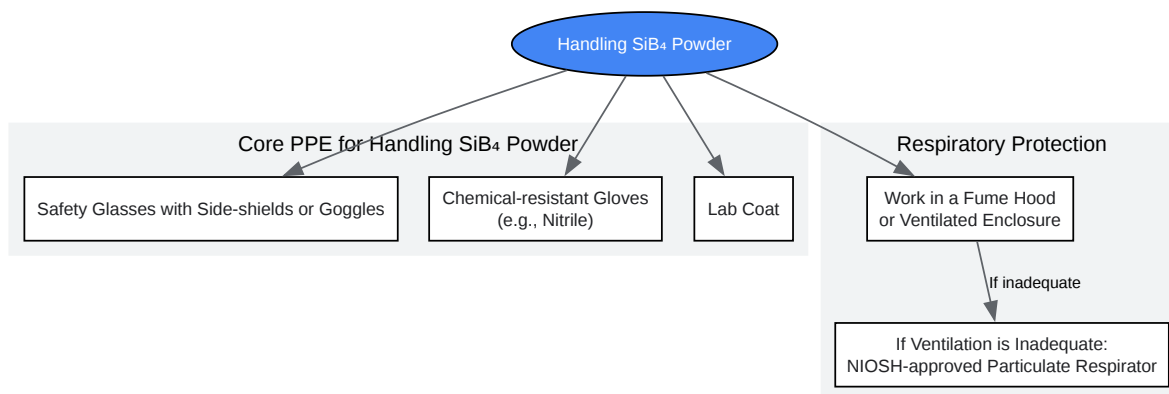 Handling SiB₄ Powder
Core PPE for Handling SiB₄ Powder
Respiratory Protection
Safety Glasses with Side-shields or Goggles
Chemical-resistant Gloves
(e.g., Nitrile)
Lab Coat
Work in a Fume Hood
or Ventilated Enclosure
If inadequate
If Ventilation is Inadequate:
NIOSH-approved Particulate Respirator